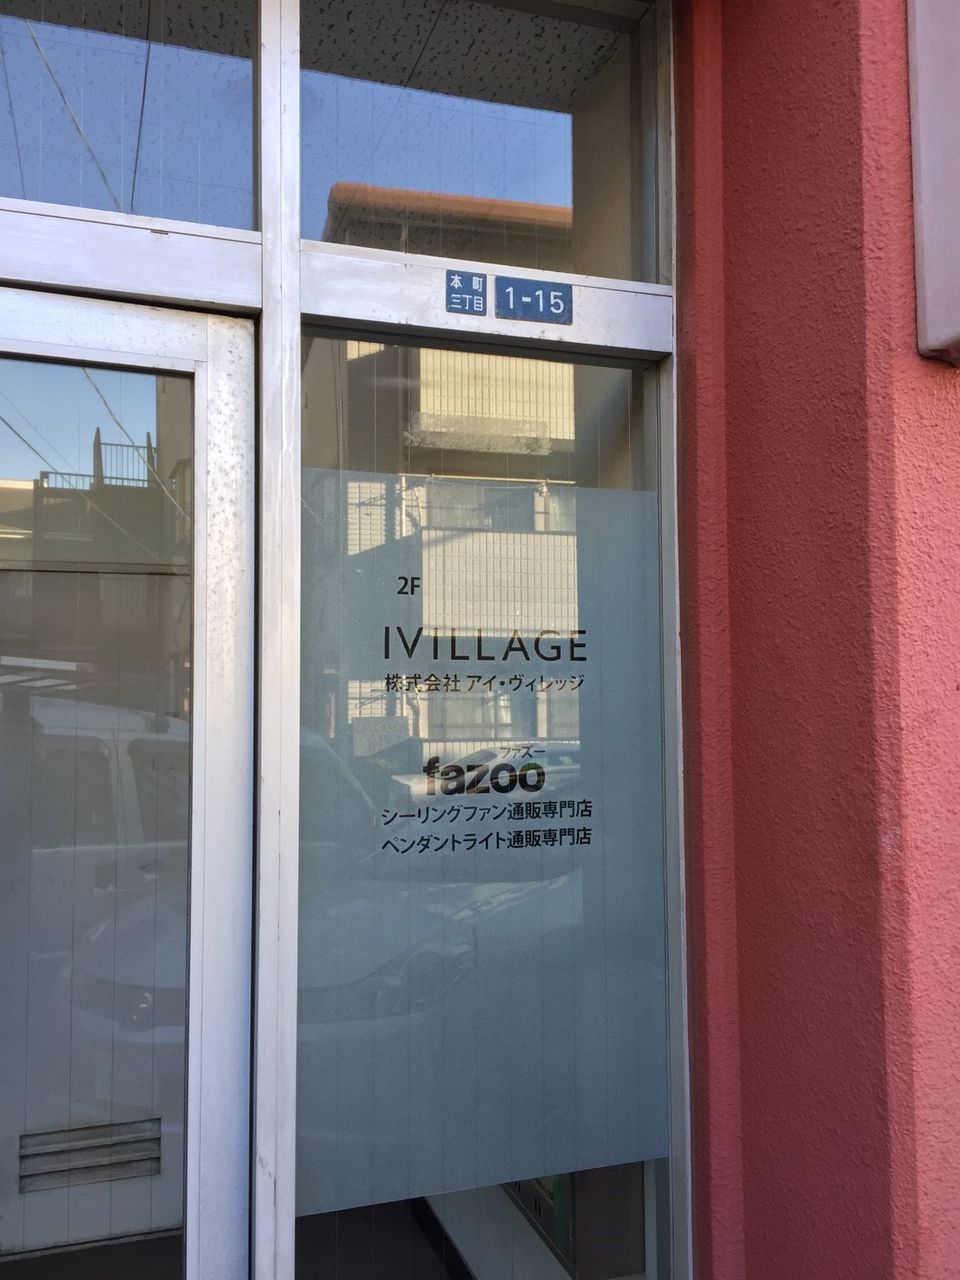 本町
三丁目
1-15
2F
IVILLAGE
株式会社 アイ・ヴィレッジ
ファズー
fazoo
シーリングファン通販専門店
ペンダントライト通販専門店